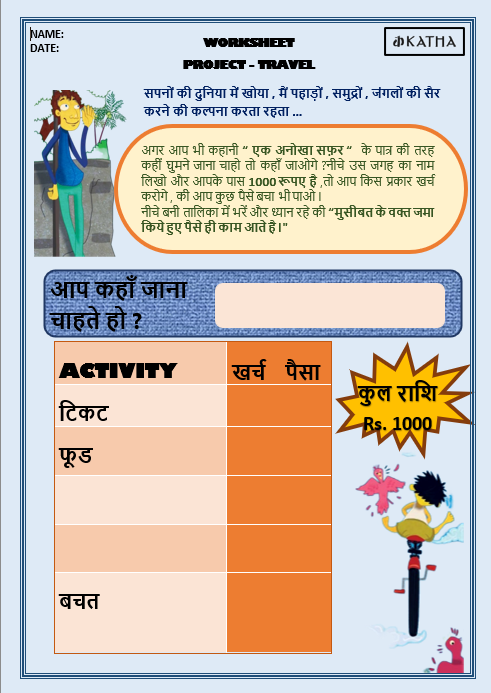 NAME:
DATE:
WORKSHEET
PROJECT - TRAVEL
KATHA
सपनों की दुनिया में खोया , मैं पहाड़ों , समुद्रों , जंगलों की सैर
करने की कल्पना करता रहता ...
अगर आप भी कहानी “ एक अनोखा सफ़र “ के पात्र की तरह
कहीं घुमने जाना चाहो तो कहाँ जाओगे ?नीचे उस जगह का नाम
लिखो और आपके पास 1000 रूपए है ,तो आप किस प्रकार खर्च
करोगे , की आप कुछ पैसे बचा भी पाओ ।
नीचे बनी तालिका में भरें और ध्यान रहे की “मुसीबत के वक्त जमा
किये हुए पैसे ही काम आते है।"
आप कहाँ जाना
चाहते हो ?
ACTIVITY खर्च पैसा
टिकट
फूड
बचत
कुल राशि
Rs. 1000